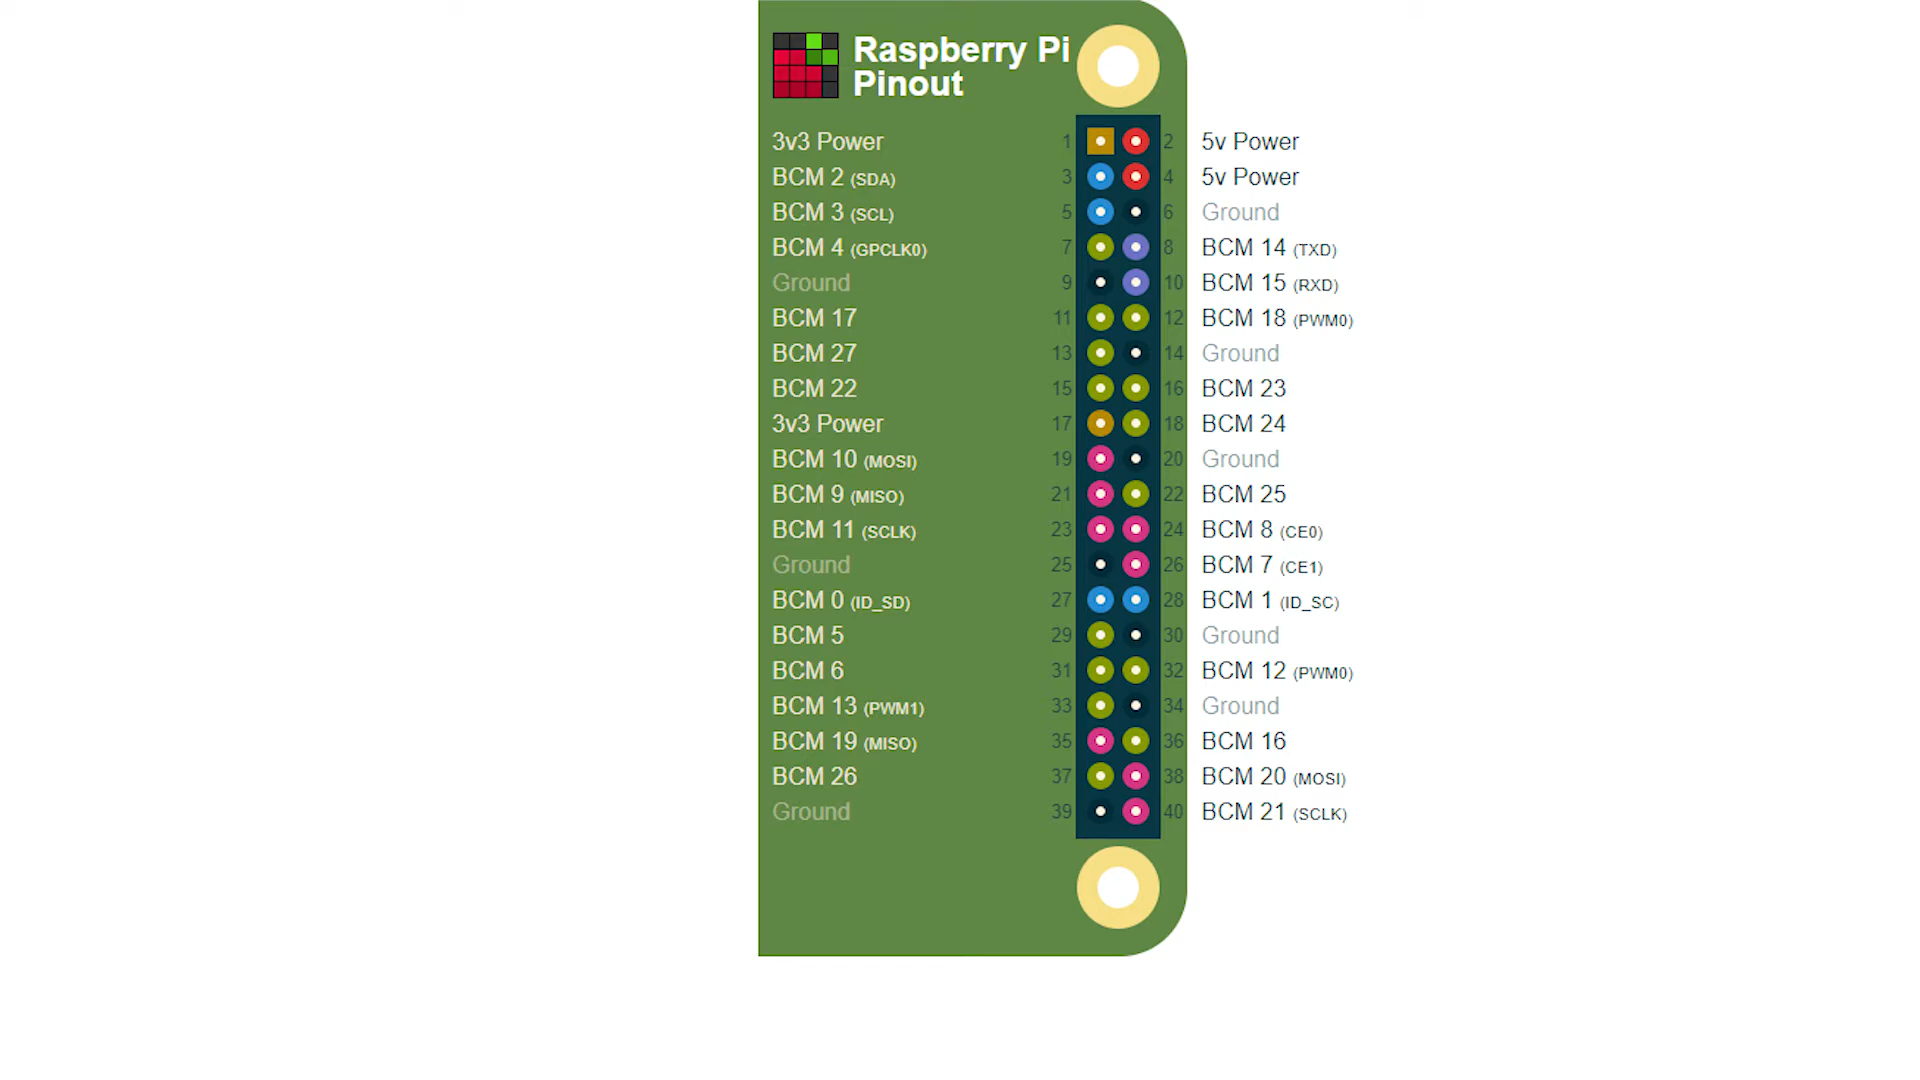 Raspberry Pi
Pinout
3v3 Power 1 2 5v Power
BCM 2 (SDA) 3 4 5v Power
BCM 3 (SCL) 5 6 Ground
BCM 4 (GPCLK0) 7 8 BCM 14 (TXD)
Ground 9 10 BCM 15 (RXD)
BCM 17 11 12 BCM 18 (PWM0)
BCM 27 13 14 Ground
BCM 22 15 16 BCM 23
3v3 Power 17 18 BCM 24
BCM 10 (MOSI) 19 20 Ground
BCM 9 (MISO) 21 22 BCM 25
BCM 11 (SCLK) 23 24 BCM 8 (CE0)
Ground 25 26 BCM 7 (CE1)
BCM 0 (ID_SD) 27 28 BCM 1 (ID_SC)
BCM 5 29 30 Ground
BCM 6 31 32 BCM 12 (PWM0)
BCM 13 (PWM1) 33 34 Ground
BCM 19 (MISO) 35 36 BCM 16
BCM 26 37 38 BCM 20 (MOSI)
Ground 39 40 BCM 21 (SCLK)